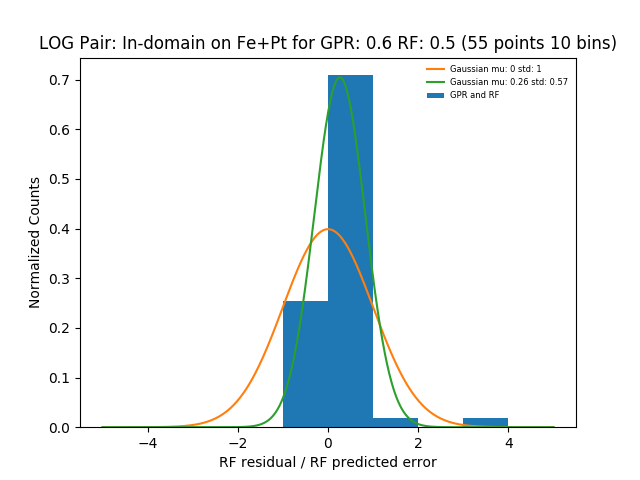 LOG Pair: In-domain on Fe+Pt for GPR: 0.6 RF: 0.5 (55 points 10 bins)
Gaussian mu: 0 std: 1
Gaussian mu: 0.26 std: 0.57
GPR and RF
Normalized Counts
0.7
0.6
0.5
0.4
0.3
0.2
0.1
0.0
−4 −2 0 2 4
RF residual / RF predicted error